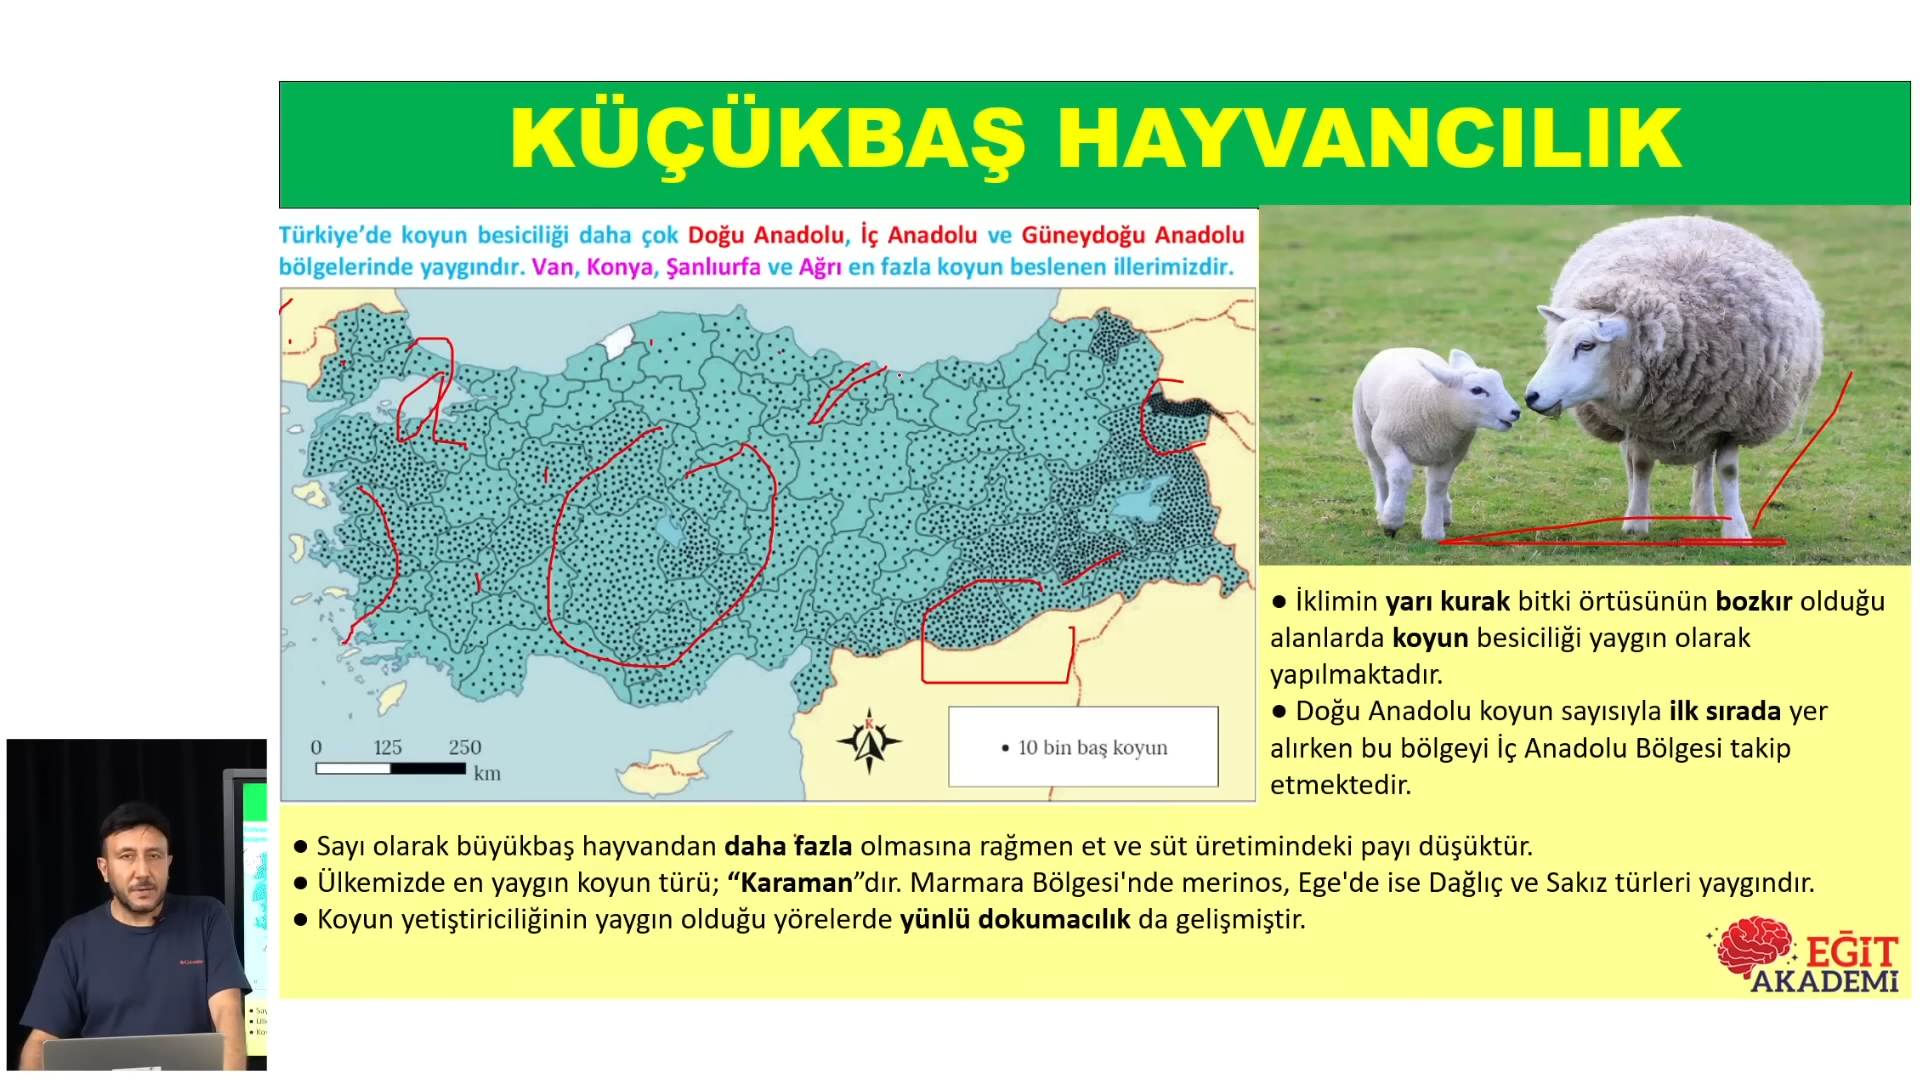 KÜÇÜKBAŞ HAYVANCILIK
Türkiye’de koyun besiciliği daha çok Doğu Anadolu, İç Anadolu ve Güneydoğu Anadolu
bölgelerinde yaygındır. Van, Konya, Şanlıurfa ve Ağrı en fazla koyun beslenen illerimizdir.
0 125 250
km
K
• 10 bin baş koyun
● İklimin yarı kurak bitki örtüsünün bozkır olduğu
alanlarda koyun besiciliği yaygın olarak
yapılmaktadır.
● Doğu Anadolu koyun sayısıyla ilk sırada yer
alırken bu bölgeyi İç Anadolu Bölgesi takip
etmektedir.
● Sayı olarak büyükbaş hayvandan daha fazla olmasına rağmen et ve süt üretimindeki payı düşüktür.
● Ülkemizde en yaygın koyun türü; “Karaman”dır. Marmara Bölgesi'nde merinos, Ege'de ise Dağlıç ve Sakız türleri yaygındır.
● Koyun yetiştiriciliğinin yaygın olduğu yörelerde yünlü dokumacılık da gelişmiştir.
EĞİT
AKADEMİ